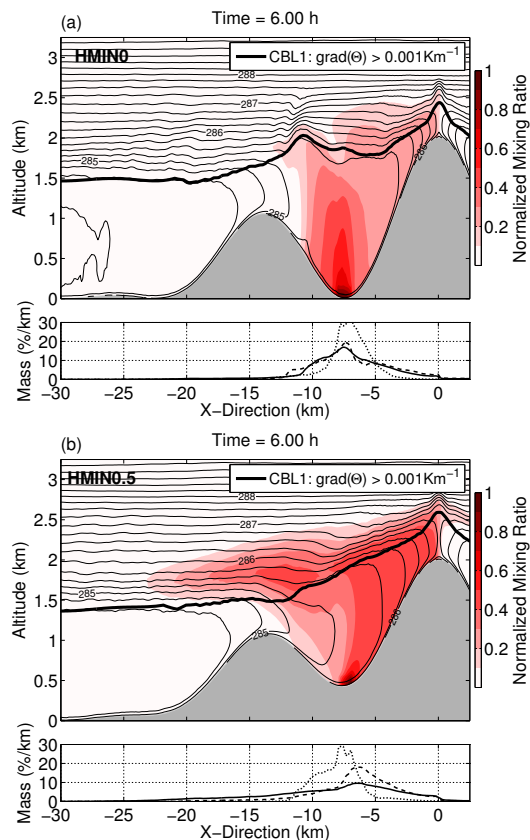 Time = 6.00 h
(a)
HMIN0
CBL1: grad(Θ) > 0.001Km⁻¹
3
2.5
2
1.5
1
0.5
0
Altitude (km)
288
287
286
285
285
286
1
0.8
0.6
0.4
0.2
Normalized Mixing Ratio
30
20
10
0
Mass (%/km)
−30 −25 −20 −15 −10 −5 0
X−Direction (km)
(b)
Time = 6.00 h
HMIN0.5
CBL1: grad(Θ) > 0.001Km⁻¹
3
2.5
2
1.5
1
0.5
0
Altitude (km)
288
287
286
285
285
286
1
0.8
0.6
0.4
0.2
Normalized Mixing Ratio
30
20
10
0
Mass (%/km)
−30 −25 −20 −15 −10 −5 0
X−Direction (km)